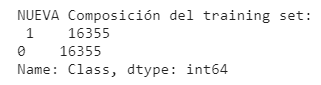 NUEVA Composición del training set:
1    16355
0    16355
Name: Class, dtype: int64